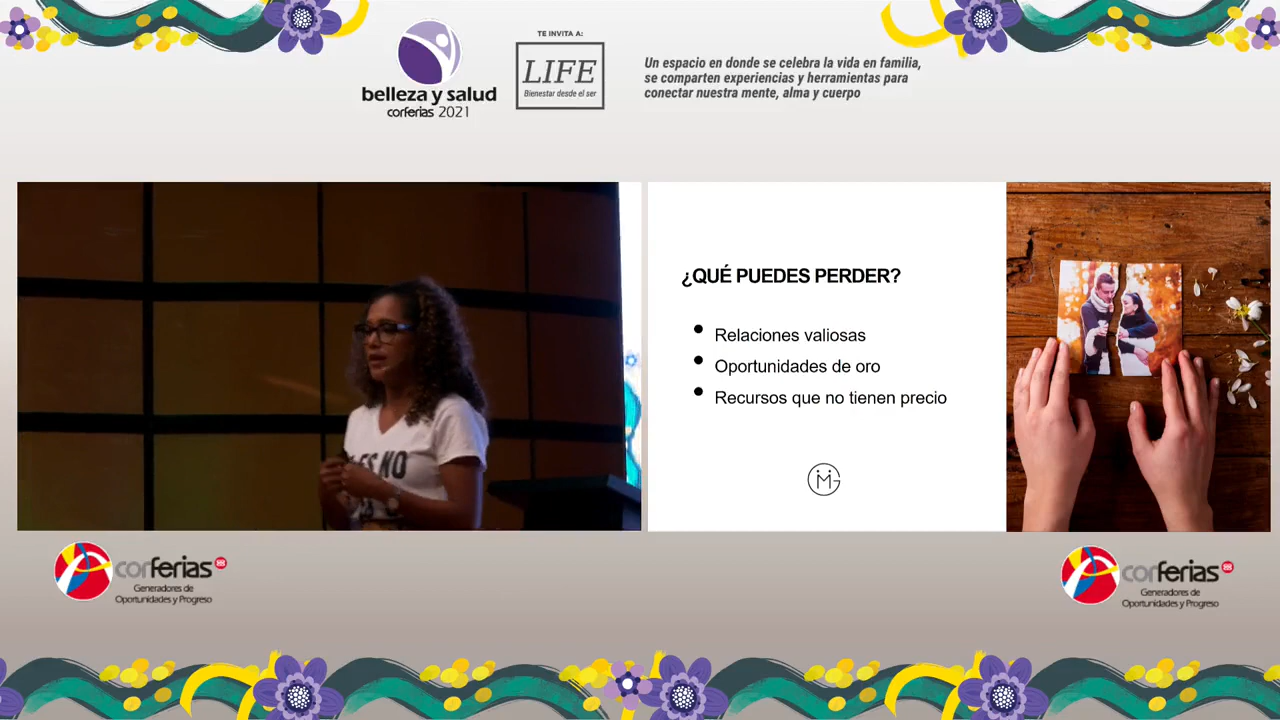 TE INVITA A:
LIFE
Bienestar desde el ser
belleza y salud
corferias 2021
Un espacio en donde se celebra la vida en familia,
se comparten experiencias y herramientas para
conectar nuestra mente, alma y cuerpo
ES NO
¿QUÉ PUEDES PERDER?
Relaciones valiosas
Oportunidades de oro
Recursos que no tienen precio
corferias
Generadores de
Oportunidades y Progreso
corferias
Generadores de
Oportunidades y Progreso